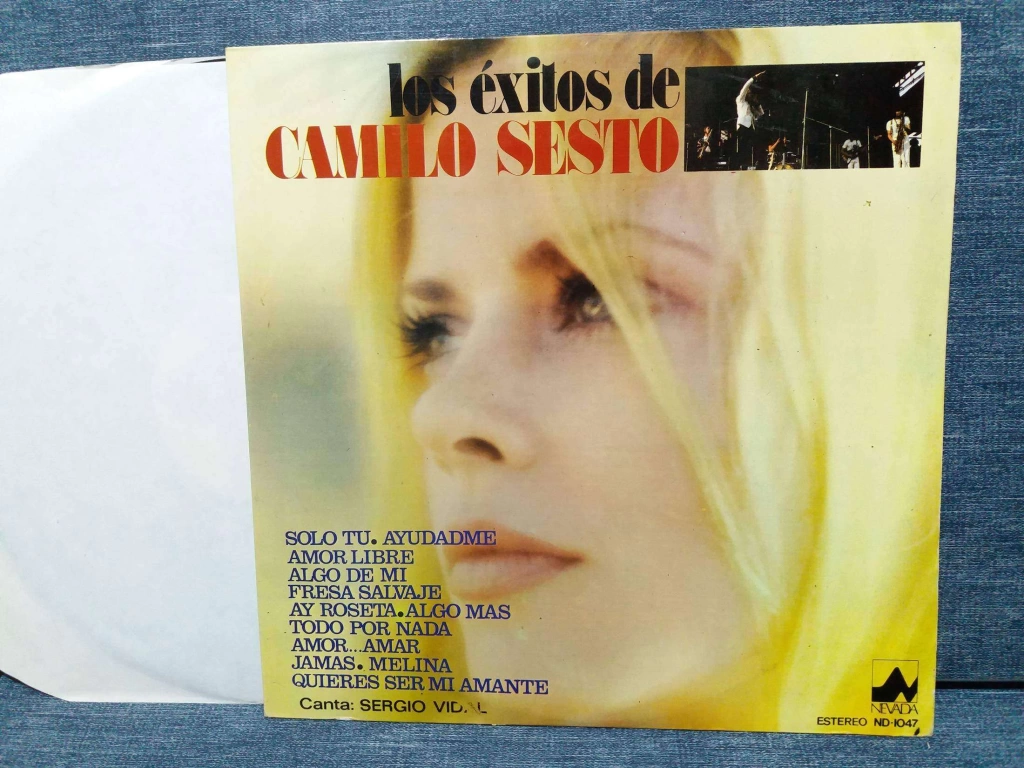 los éxitos de
CAMILO SESTO
SOLO TU. AYUDADME
AMOR LIBRE
ALGO DE MI
FRESA SALVAJE
AY ROSETA. ALGO MAS
TODO POR NADA
AMOR...AMAR
JAMAS. MELINA
QUIERES SER MI AMANTE
Canta: SERGIO VIDAL
NEVADA
ESTEREO ND-1047